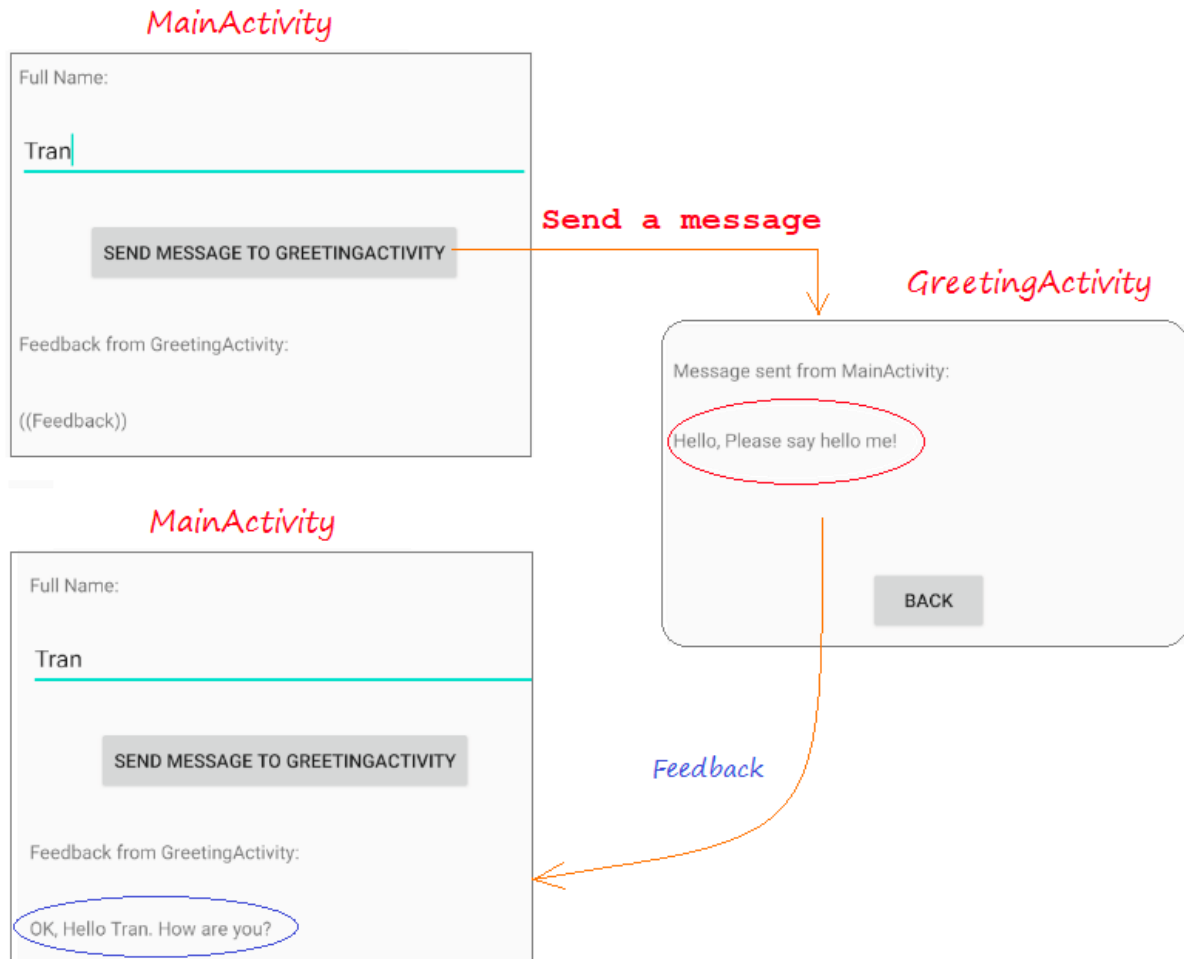 MainActivity
Full Name:
Tran
SEND MESSAGE TO GREETINGACTIVITY
Feedback from GreetingActivity:
((Feedback))
Send a message
GreetingActivity
Message sent from MainActivity:
Hello, Please say hello me!
BACK
Feedback
MainActivity
Full Name:
Tran
SEND MESSAGE TO GREETINGACTIVITY
Feedback from GreetingActivity:
OK, Hello Tran. How are you?